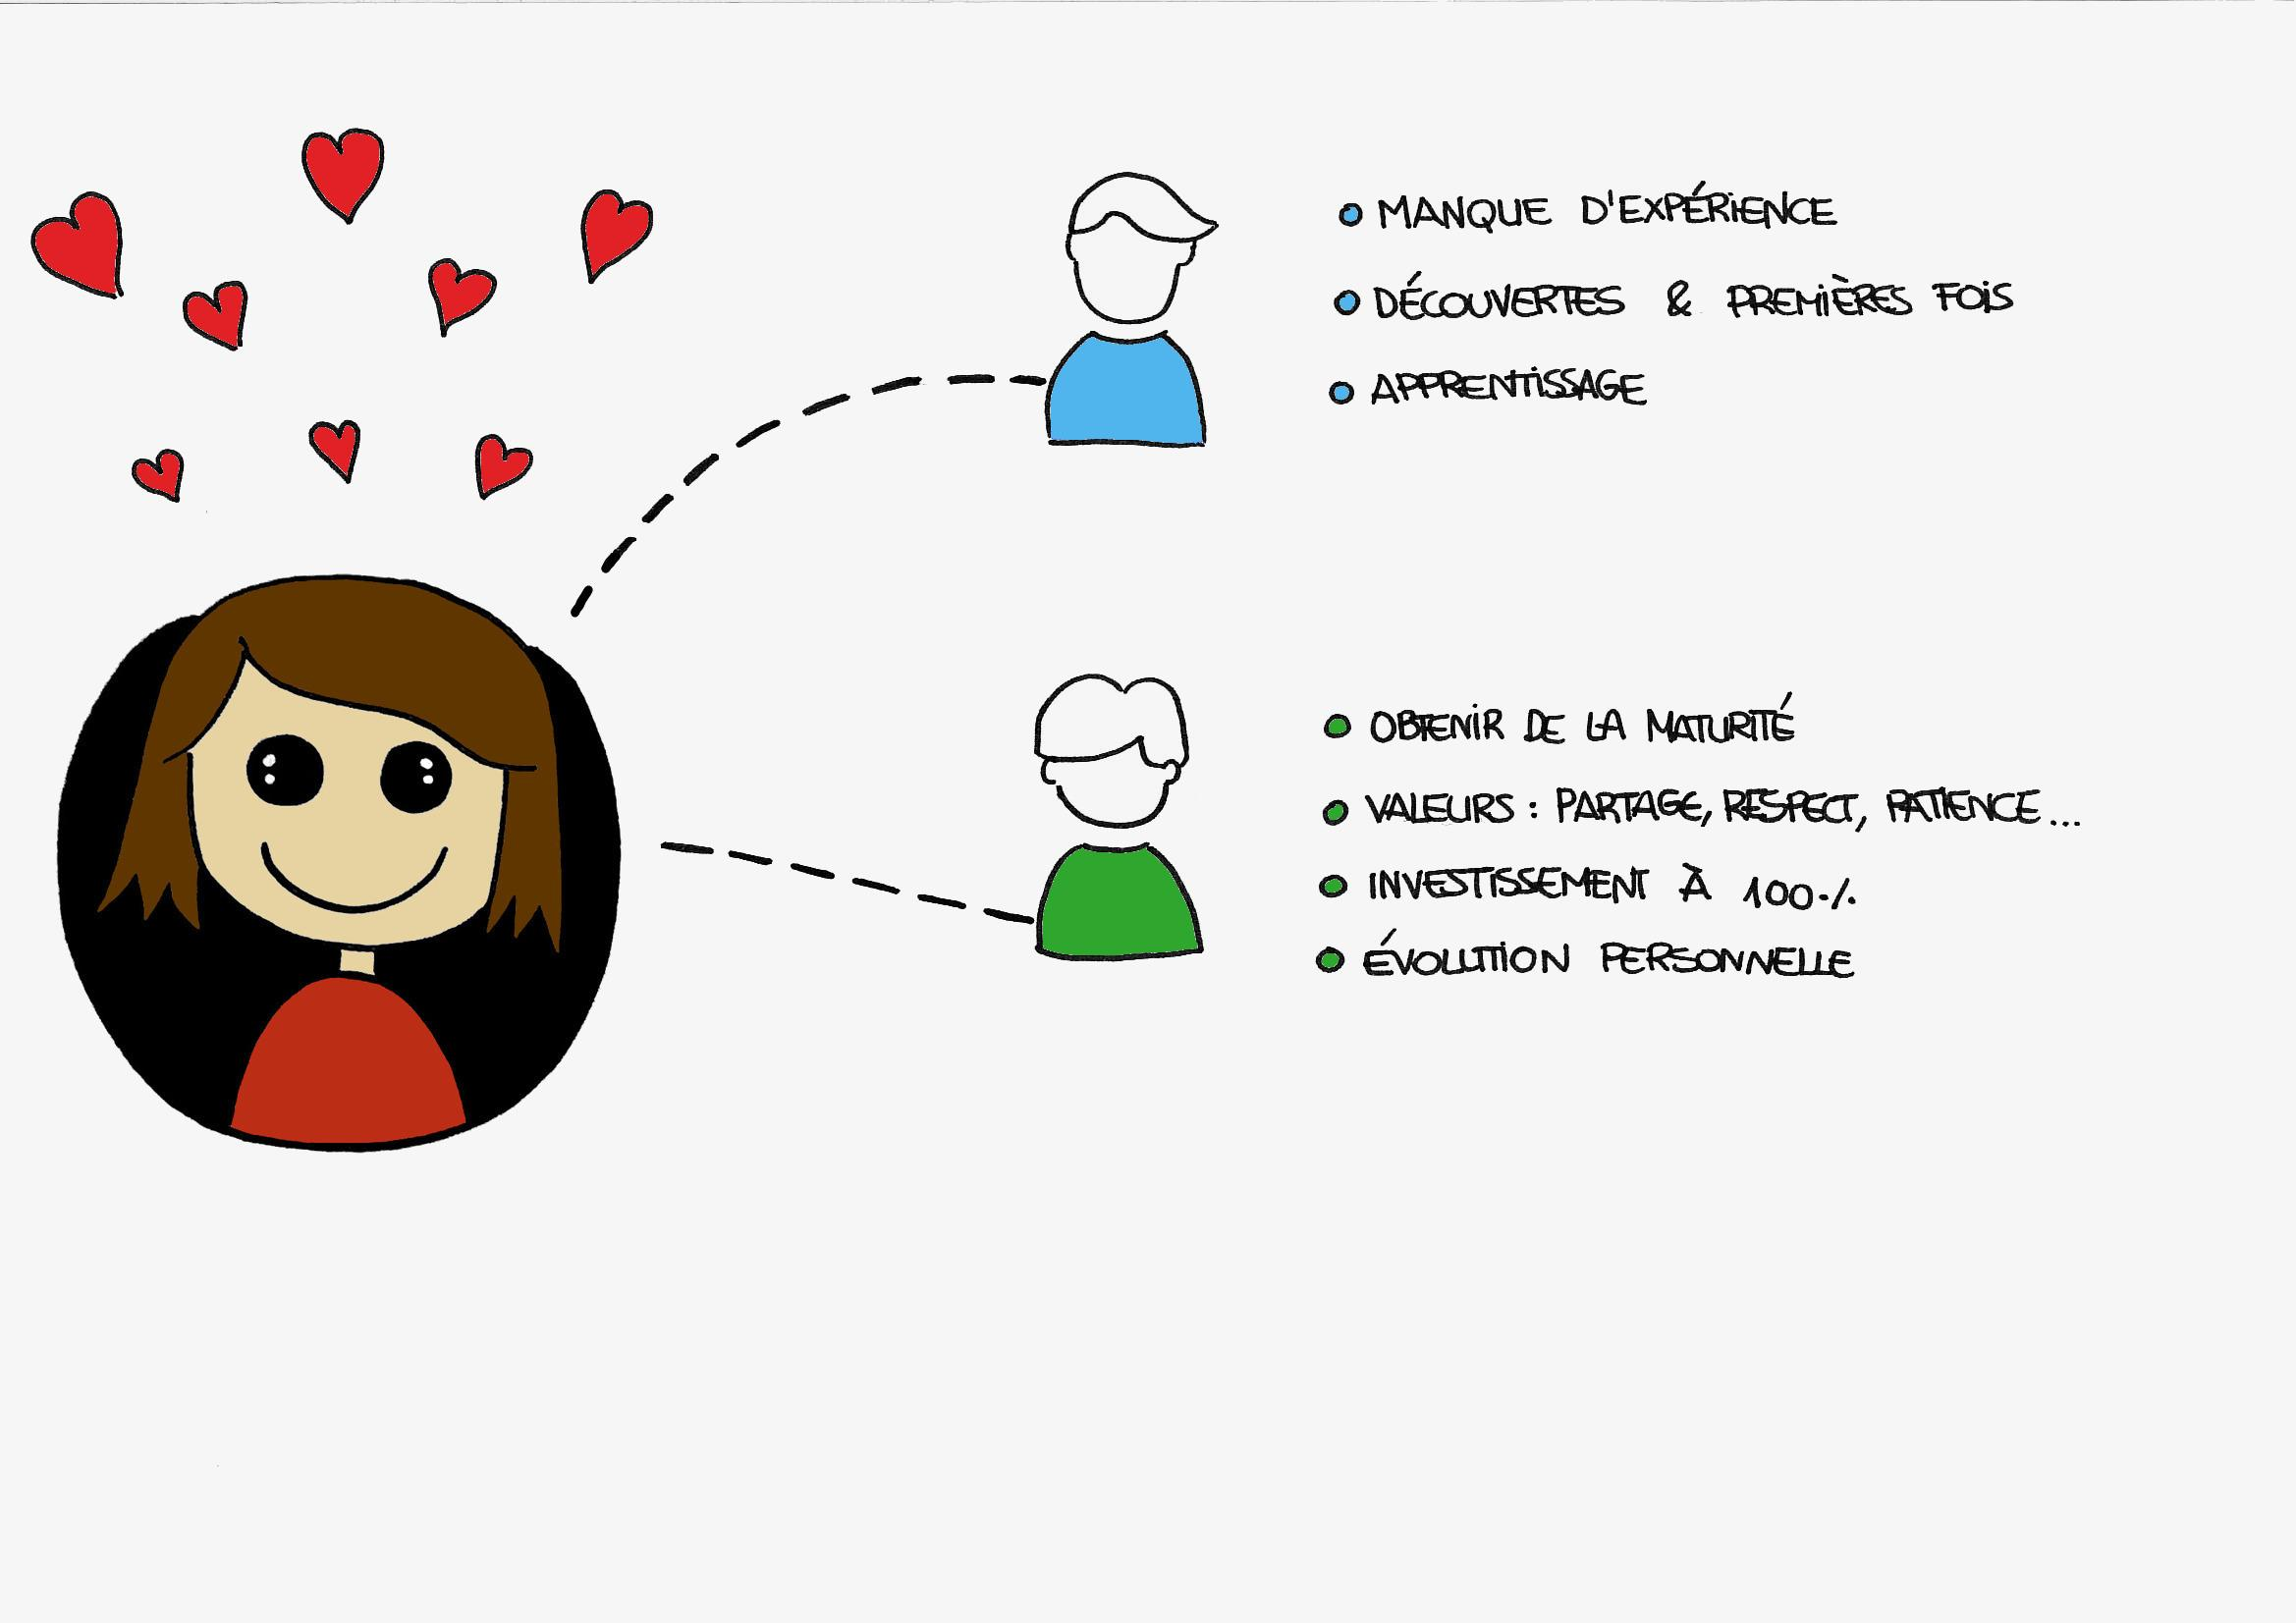 MANQUE D'EXPÉRIENCE
DÉCOUVERTES & PREMIÈRES FOIS
APPRENTISSAGE
OBTENIR DE LA MATURITÉ
VALEURS : PARTAGE, RESPECT, PATIENCE...
INVESTISSEMENT À 100%
ÉVOLUTION PERSONNELLE